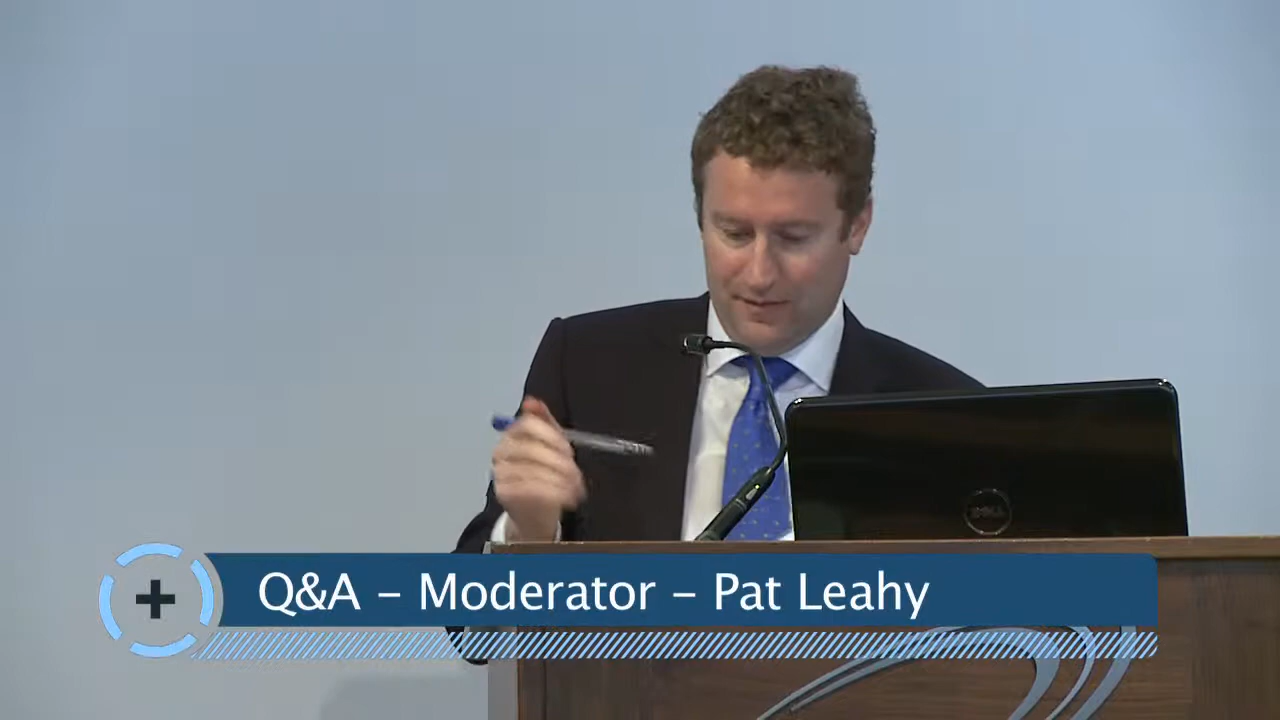 DELL
Q&A – Moderator – Pat Leahy